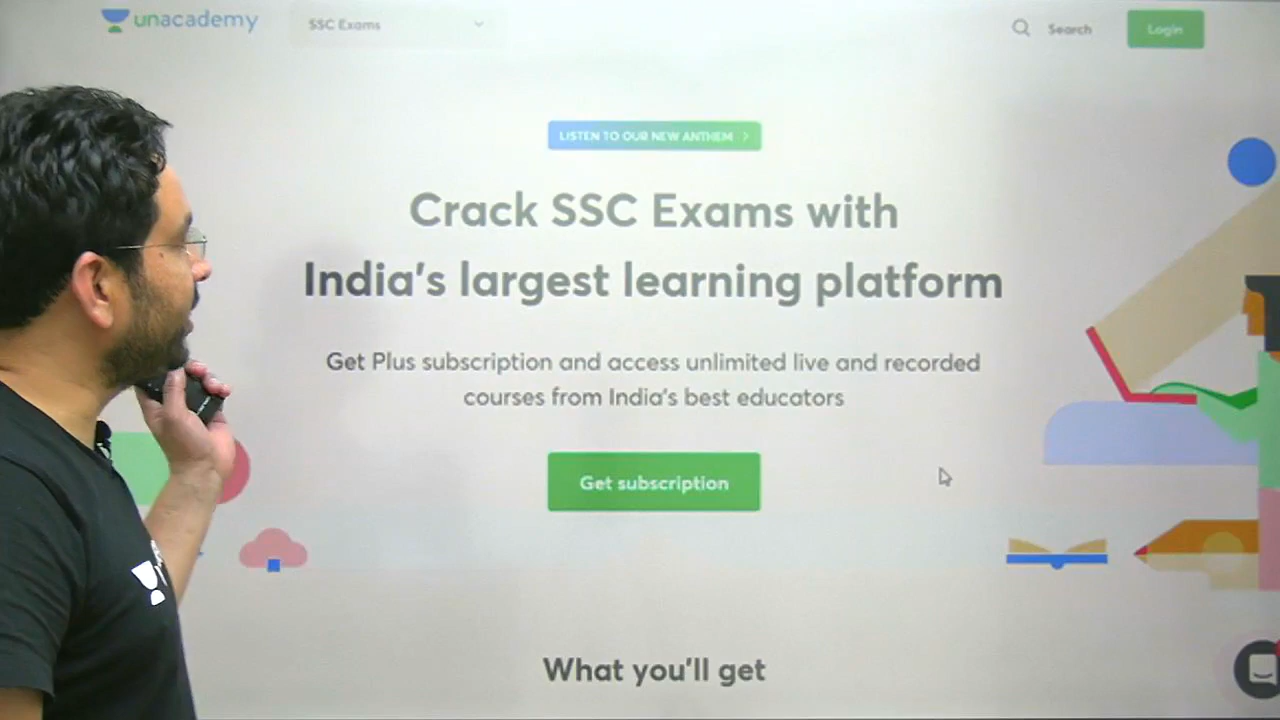 unacademy
SSC Exams
Search
Login
LISTEN TO OUR NEW ANTHEM
Crack SSC Exams with
India's largest learning platform
Get Plus subscription and access unlimited live and recorded
courses from India's best educators
Get subscription
What you'll get